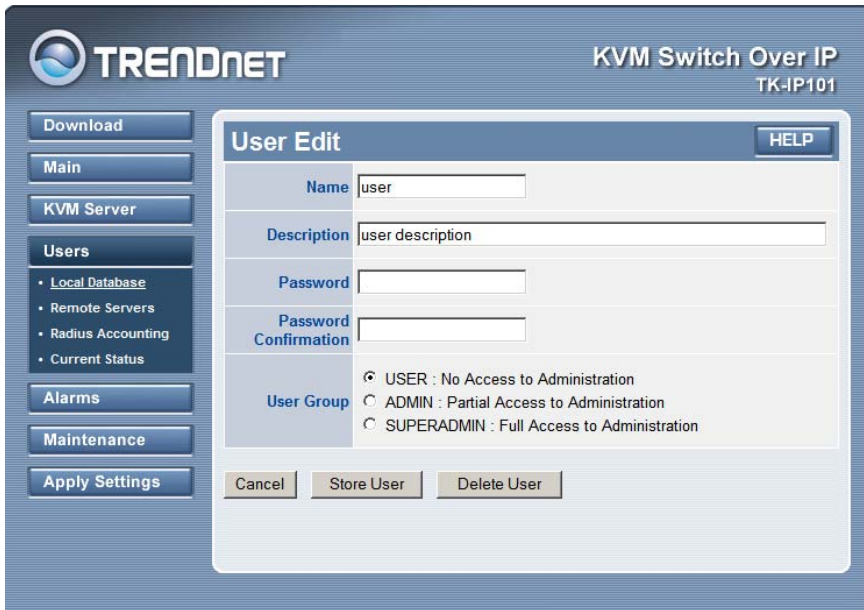 TRENDNET
KVM Switch Over IP
TK-IP101
Download
Main
KVM Server
Users
• Local Database
• Remote Servers
• Radius Accounting
• Current Status
Alarms
Maintenance
Apply Settings
User Edit
HELP
Name user
Description user description
Password
Password
Confirmation
User Group
USER : No Access to Administration
ADMIN : Partial Access to Administration
SUPERADMIN : Full Access to Administration
Cancel Store User Delete User